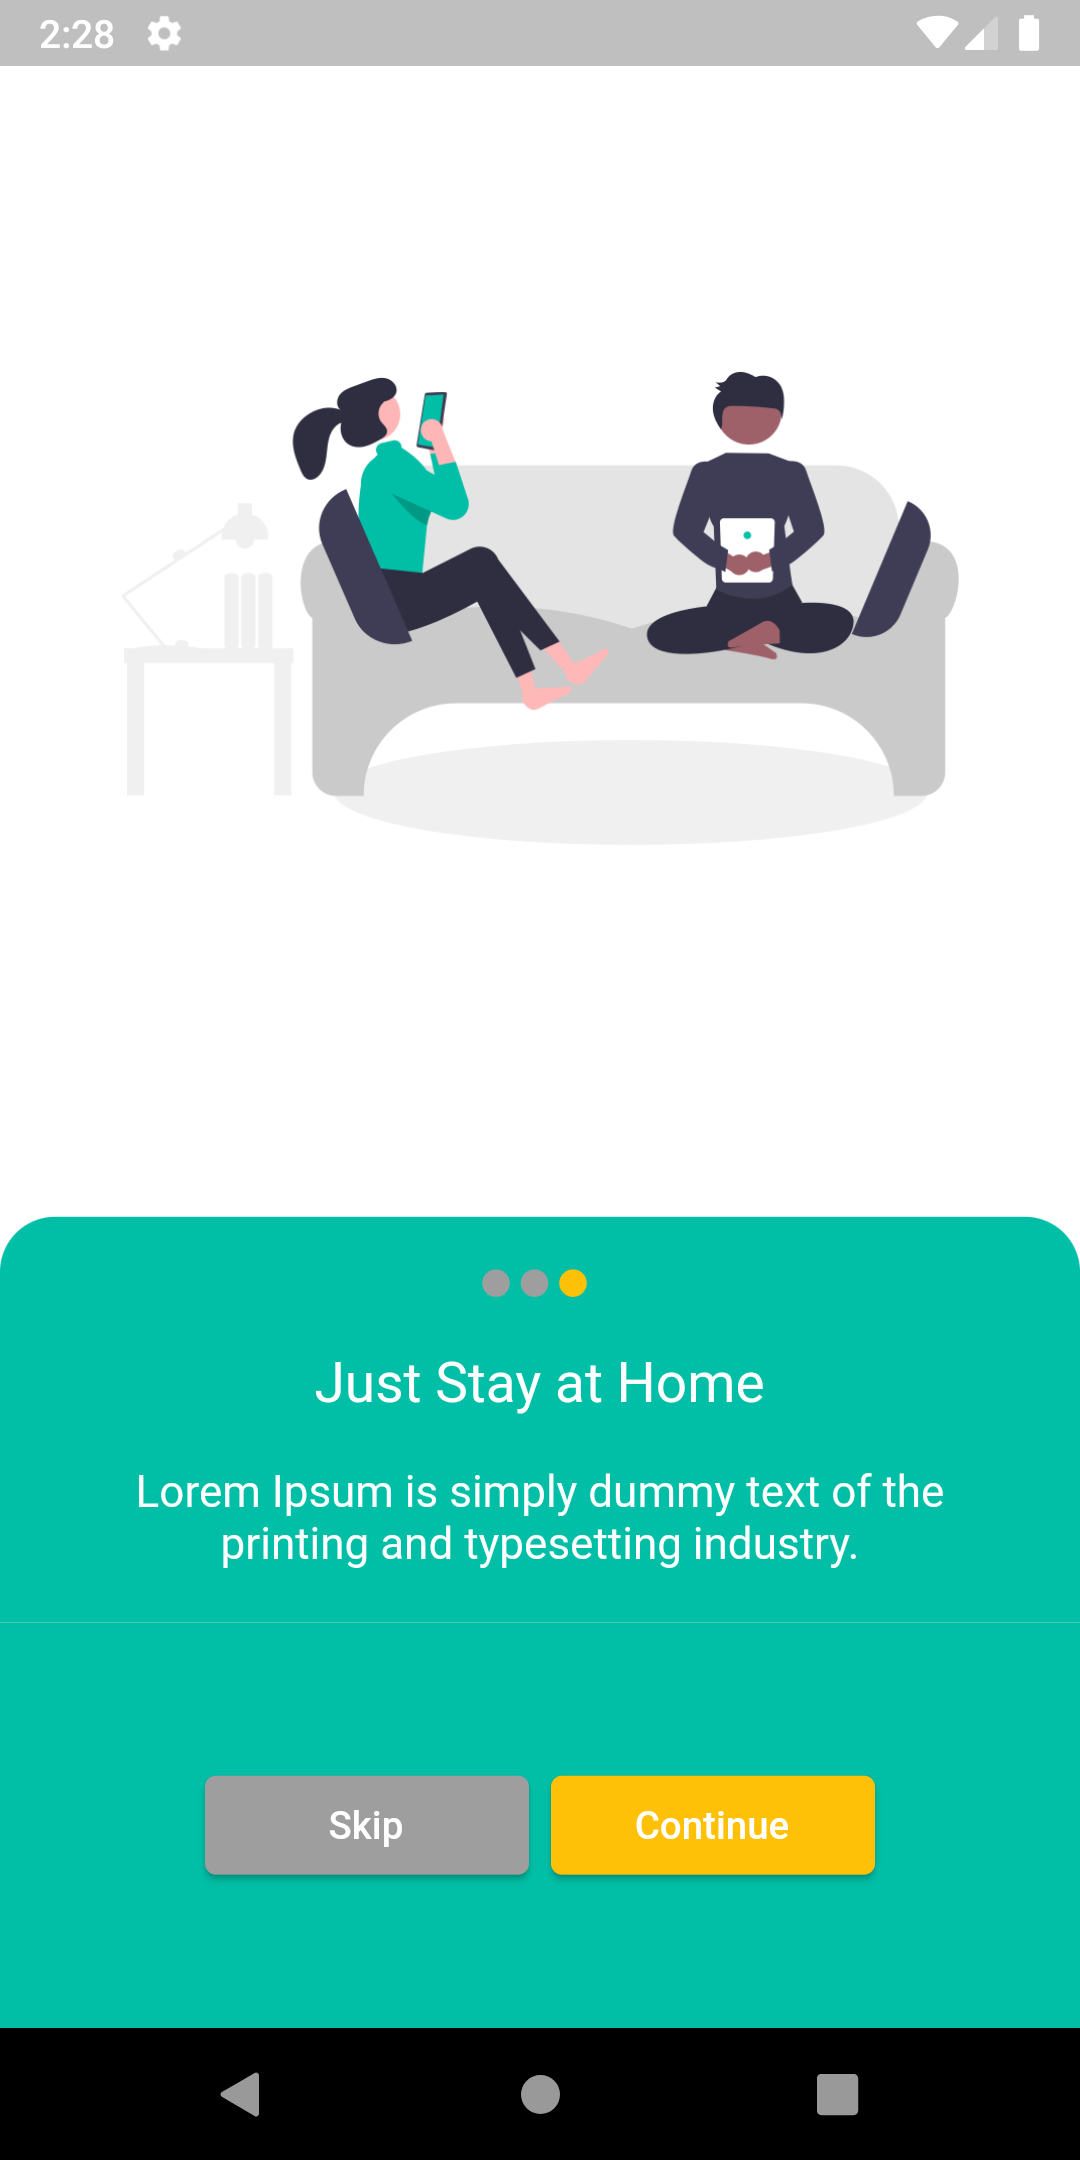 2:28
Just Stay at Home
Lorem Ipsum is simply dummy text of the
printing and typesetting industry.
Skip
Continue